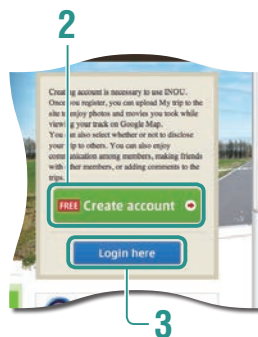 2
Creating account is necessary to use INOU.
Once you register, you can upload My trip to the
site to enjoy photos and movies you took while
viewing your track on Google Map.
You can also select whether or not to disclose
your trip to others. You can also enjoy
communication among members, making friends
with other members, or adding comments to the
trips.
FREE Create account
Login here
3